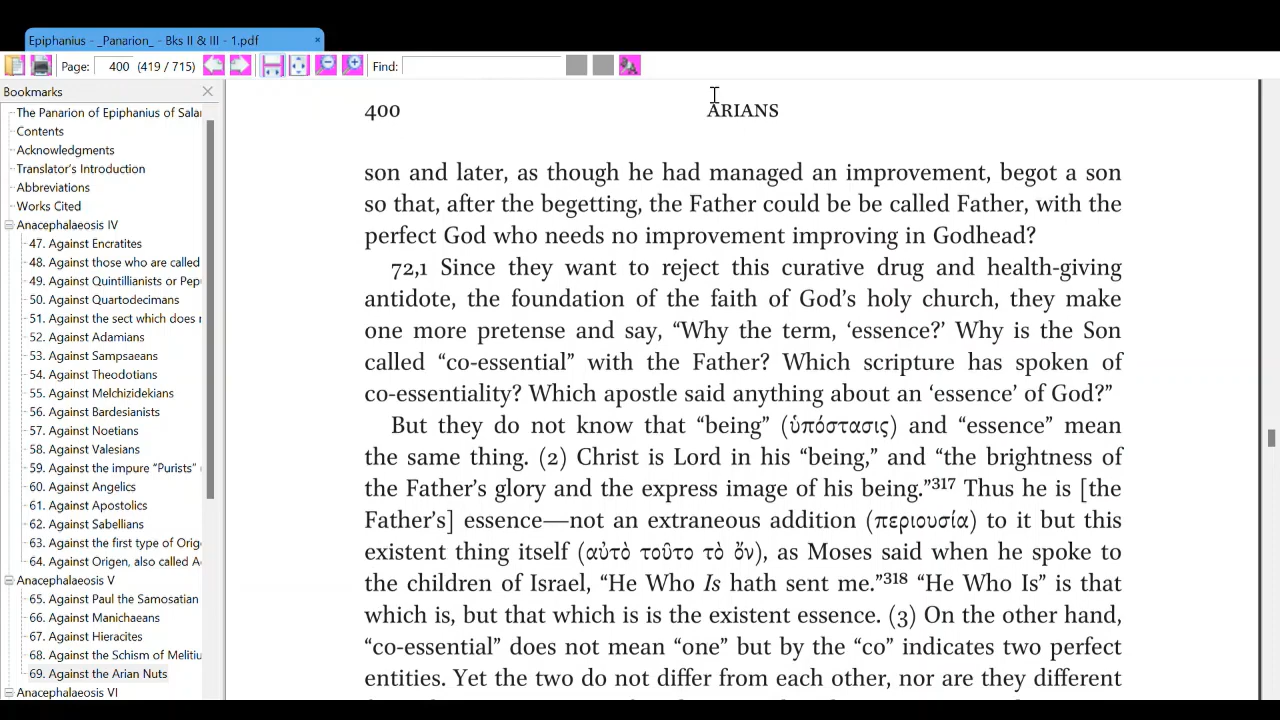 Epiphanius - _Panarion_ - Bks II & III - 1.pdf
Page: 400 (419 / 715) Find:
Bookmarks
The Panarion of Epiphanius of Sala
Contents
Acknowledgments
Translator's Introduction
Abbreviations
Works Cited
Anacephalaeosis IV
47. Against Encratites
48. Against those who are called
49. Against Quintillianists or Pep
50. Against Quartodecimans
51. Against the sect which does r
52. Against Adamians
53. Against Sampsaeans
54. Against Theodotians
55. Against Melchizidekians
56. Against Bardesianists
57. Against Noetians
58. Against Valesians
59. Against the impure “Purists” (
60. Against Angelics
61. Against Apostolics
62. Against Sabellians
63. Against the first type of Orig
64. Against Origen, also called A
Anacephalaeosis V
65. Against Paul the Samosatian
66. Against Manichaeans
67. Against Hieracites
68. Against the Schism of Melitiu
69. Against the Arian Nuts
Anacephalaeosis VI
400 ARIANS
son and later, as though he had managed an improvement, begot a son
so that, after the begetting, the Father could be be called Father, with the
perfect God who needs no improvement improving in Godhead?
72,1 Since they want to reject this curative drug and health-giving
antidote, the foundation of the faith of God's holy church, they make
one more pretense and say, “Why the term, ‘essence?’ Why is the Son
called “co-essential” with the Father? Which scripture has spoken of
co-essentiality? Which apostle said anything about an ‘essence’ of God?”
But they do not know that “being” (ὑπόστασις) and “essence” mean
the same thing. (2) Christ is Lord in his “being,” and “the brightness of
the Father's glory and the express image of his being.”317 Thus he is [the
Father's] essence—not an extraneous addition (περιουσία) to it but this
existent thing itself (αὐτὸ τοῦτο τὸ ὄν), as Moses said when he spoke to
the children of Israel, “He Who Is hath sent me.”318 “He Who Is” is that
which is, but that which is is the existent essence. (3) On the other hand,
“co-essential” does not mean “one” but by the “co” indicates two perfect
entities. Yet the two do not differ from each other, nor are they different